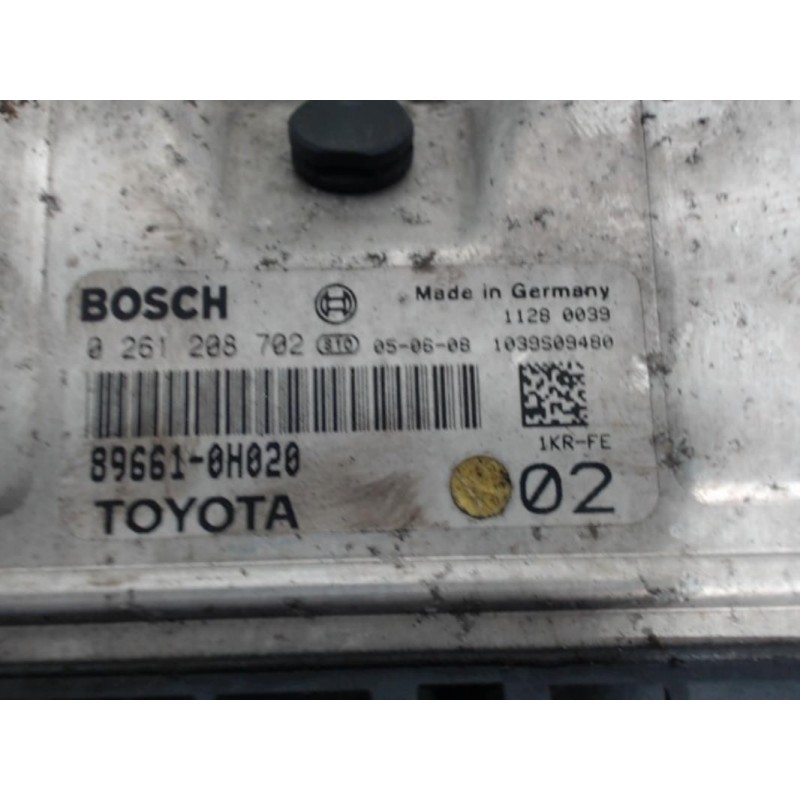 BOSCH Made in Germany
1128 0039
0 261 208 702 STO 05-06-08 1039S09480
1KR-FE
89661-0H020
02
TOYOTA